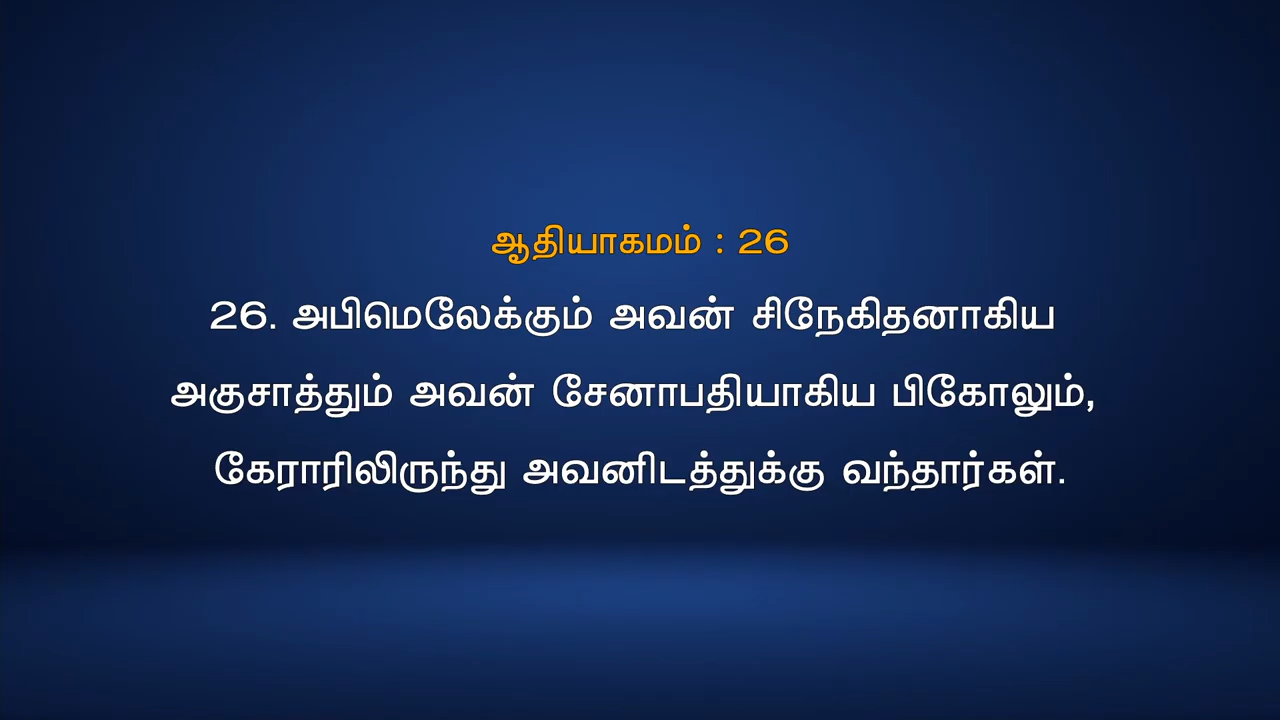 ஆதியாகமம் : 26
26. அபிமெலேக்கும் அவன் சிநேகிதனாகிய
அகுசாத்தும் அவன் சேனாபதியாகிய பிகோலும்,
கேராரிலிருந்து அவனிடத்துக்கு வந்தார்கள்.